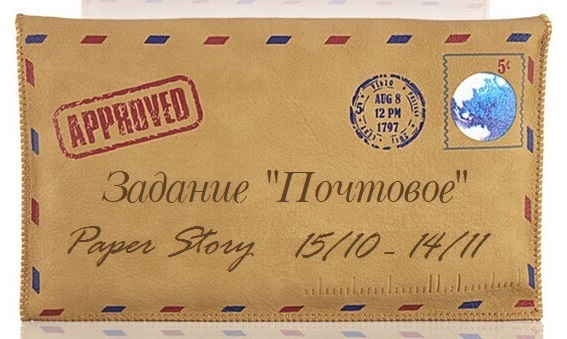 APPROVED
AUG 8
12 PM
1797
5¢
Задание "Почтовое"
Paper Story 15/10 - 14/11